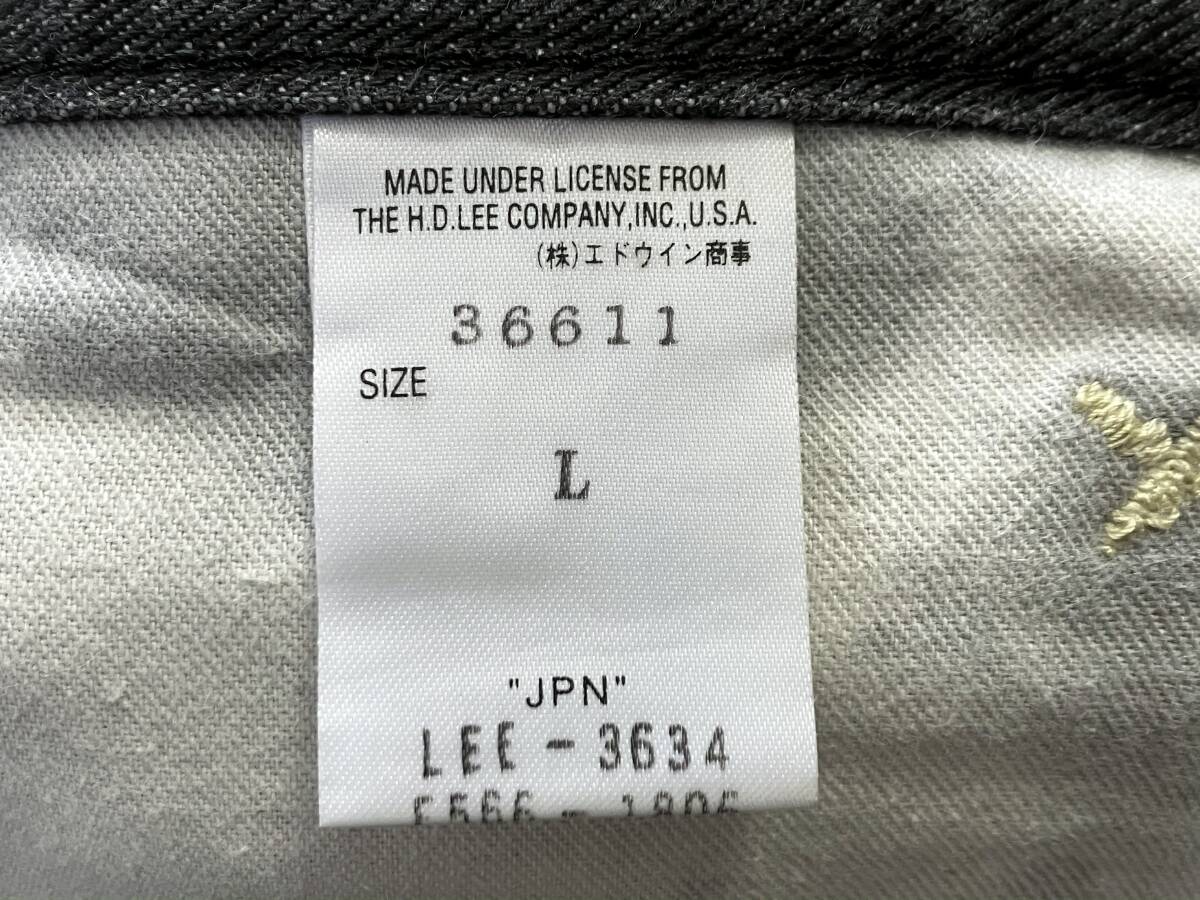 MADE UNDER LICENSE FROM
THE H.D.LEE COMPANY,INC.,U.S.A.
(株)エドウイン商事
36611
SIZE
L
"JPN"
LEE-3634